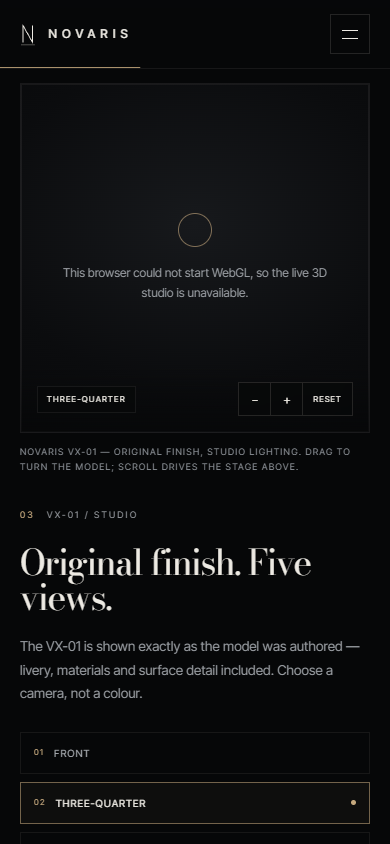 NOVARIS
This browser could not start WebGL, so the live 3D
studio is unavailable.
THREE-QUARTER
− + RESET
NOVARIS VX-01 — ORIGINAL FINISH, STUDIO LIGHTING. DRAG TO
TURN THE MODEL; SCROLL DRIVES THE STAGE ABOVE.
03 VX-01 / STUDIO
Original finish. Five
views.
The VX-01 is shown exactly as the model was authored —
livery, materials and surface detail included. Choose a
camera, not a colour.
01 FRONT
02 THREE-QUARTER